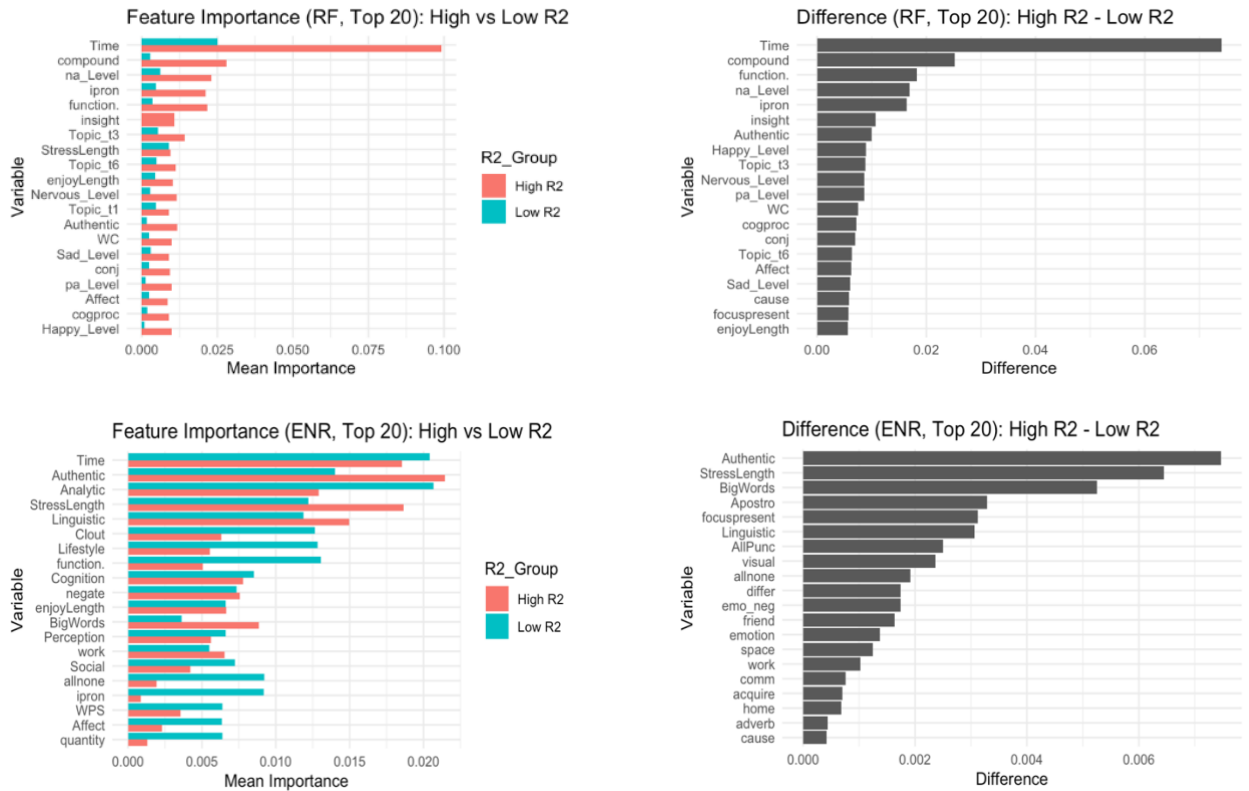 Feature Importance (RF, Top 20): High vs Low R2
Variable
Time
compound
na_Level
ipron
function.
insight
Topic_t3
StressLength
Topic_t6
enjoyLength
Nervous_Level
Topic_t1
Authentic
WC
Sad_Level
conj
pa_Level
Affect
cogproc
Happy_Level
0.000 0.025 0.050 0.075 0.100
Mean Importance
R2_Group
High R2
Low R2
Difference (RF, Top 20): High R2 - Low R2
Variable
Time
compound
function.
na_Level
ipron
insight
Authentic
Happy_Level
Topic_t3
Nervous_Level
pa_Level
WC
cogproc
conj
Topic_t6
Affect
Sad_Level
cause
focuspresent
enjoyLength
0.00 0.02 0.04 0.06
Difference
Feature Importance (ENR, Top 20): High vs Low R2
Variable
Time
Authentic
Analytic
StressLength
Linguistic
Clout
Lifestyle
function.
Cognition
negate
enjoyLength
BigWords
Perception
work
Social
allnone
ipron
WPS
Affect
quantity
0.000 0.005 0.010 0.015 0.020
Mean Importance
R2_Group
High R2
Low R2
Difference (ENR, Top 20): High R2 - Low R2
Variable
Authentic
StressLength
BigWords
Apostro
focuspresent
Linguistic
AllPunc
visual
allnone
differ
emo_neg
friend
emotion
space
work
comm
acquire
home
adverb
cause
0.000 0.002 0.004 0.006
Difference